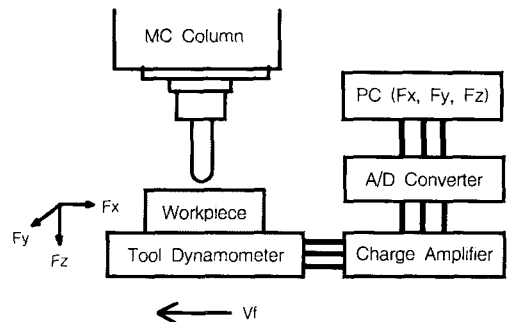 MC Column
PC (Fx, Fy, Fz)
A/D Converter
Fx
Workpiece
Fy
Fz
Tool Dynamometer
Charge Amplifier
Vf